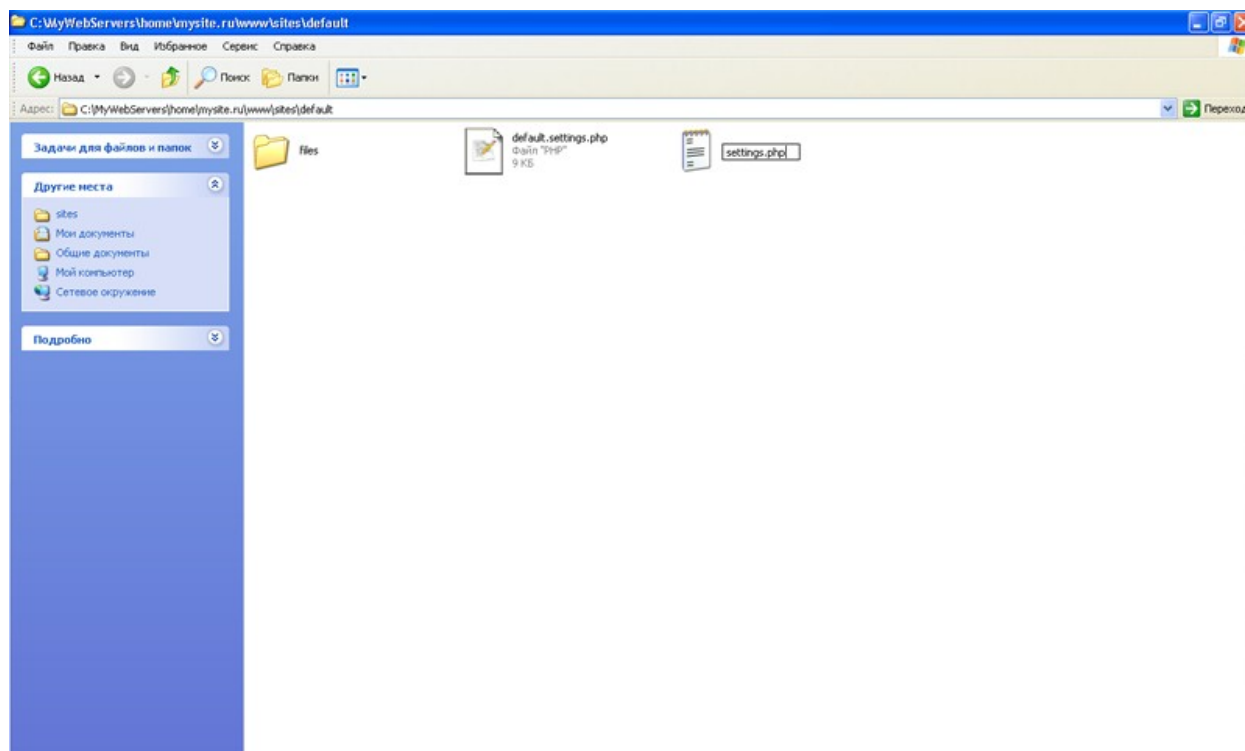 C:\MyWebServers\home\mysite.ru\www\sites\default
Файл Правка Вид Избранное Сервис Справка
Назад Поиск Папки
Адрес: C:\MyWebServers\home\mysite.ru\www\sites\default Переход
Задачи для файлов и папок
Другие места
sites
Мои документы
Общие документы
Мой компьютер
Сетевое окружение
Подробно
files
default.settings.php
Файл "PHP"
9 КБ
settings.php